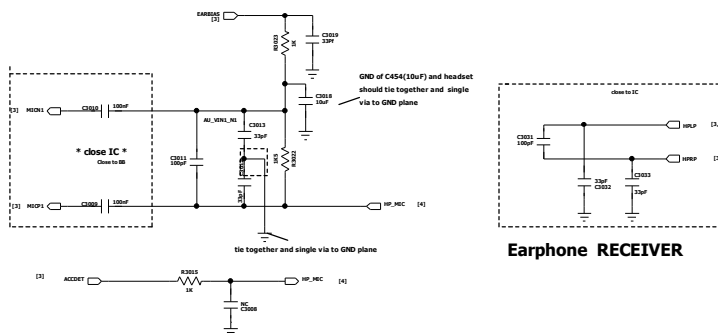 EARBIAS
[3]
R3023
1K
C3019
33Pf
C3018
10uF
GND of C454(10uF) and headset
should tie together and single
via to GND plane
[3]
MICN1
C3010
100nF
AU_VIN1_N1
C3013
33pF
* close IC *
Close to BB
C3011
100pF
33pF
1K5
R3022
[3]
MICP1
C3009
100nF
HP_MIC
[4]
tie together and single via to GND plane
[3]
ACCDET
R3015
1K
HP_MIC
[4]
NC
C3008
close to IC
HPLP
[3,
C3031
100pF
HPRP
[3
33pF
C3032
C3033
33pF
Earphone RECEIVER